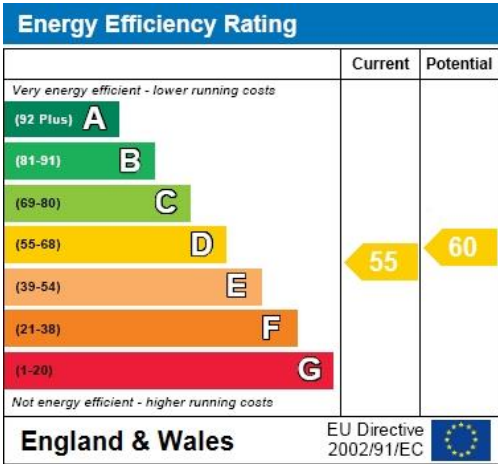 Energy Efficiency Rating
Current Potential
Very energy efficient - lower running costs
(92 Plus) A
(81-91) B
(69-80) C
(55-68) D
(39-54) E
(21-38) F
(1-20) G
55
60
Not energy efficient - higher running costs
England & Wales
EU Directive
2002/91/EC